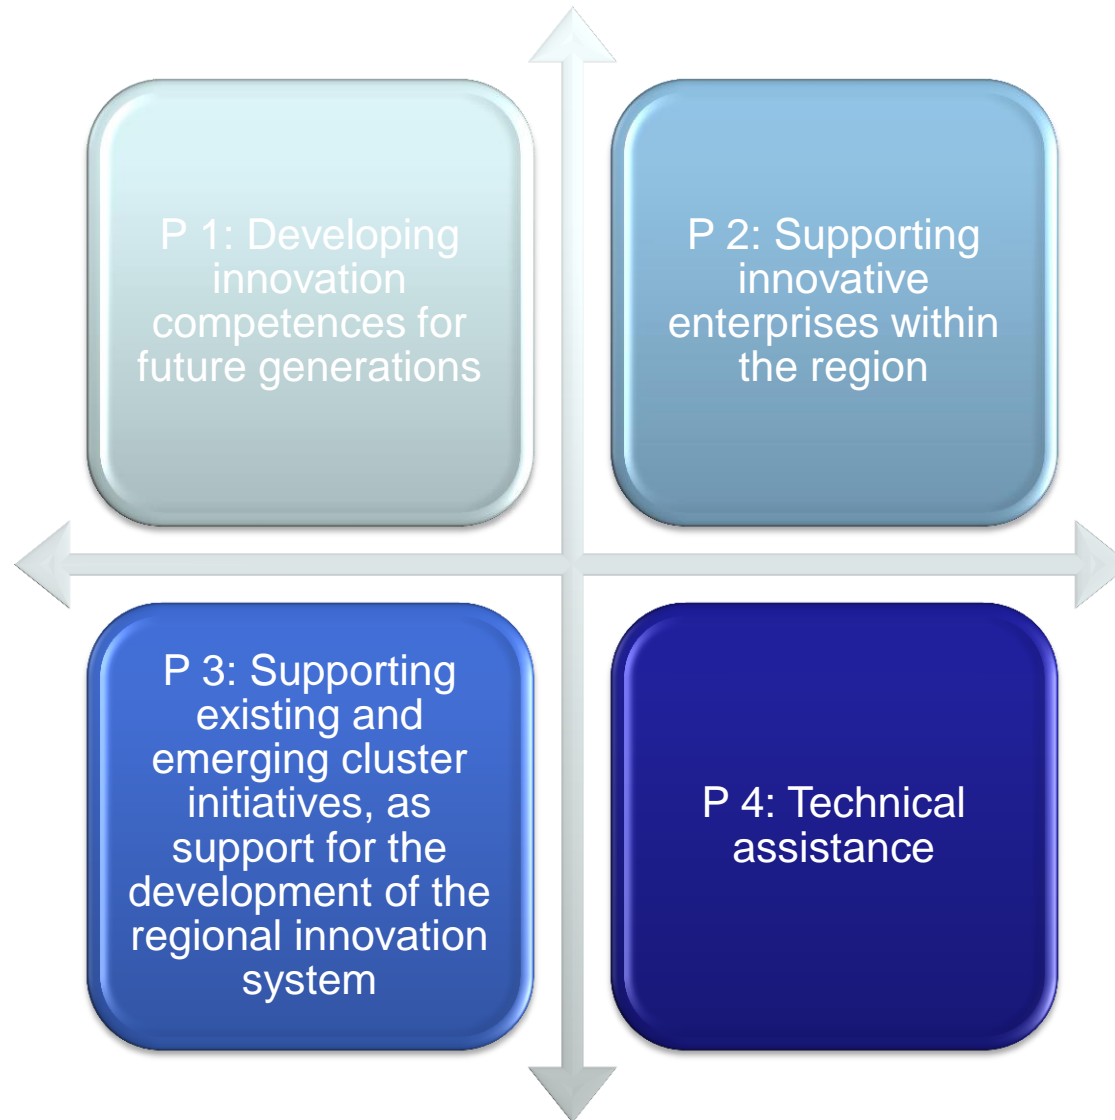 P 1: Developing
innovation
competences for
future generations
P 2: Supporting
innovative
enterprises within
the region
P 3: Supporting
existing and
emerging cluster
initiatives, as
support for the
development of the
regional innovation
system
P 4: Technical
assistance